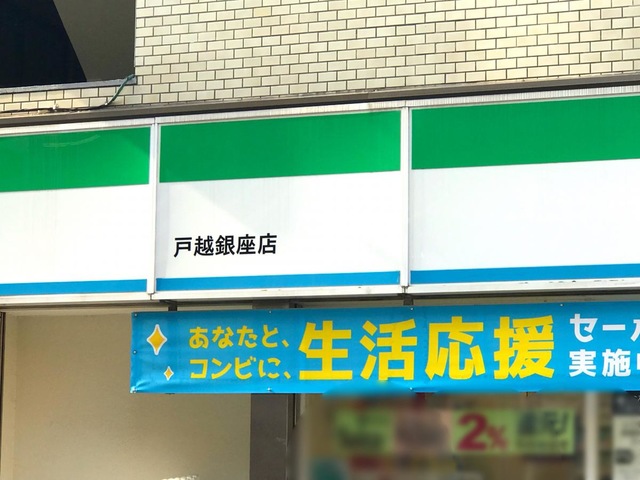 戸越銀座店
あなたと、
コンビに、
生活応援
セー
実施
2%